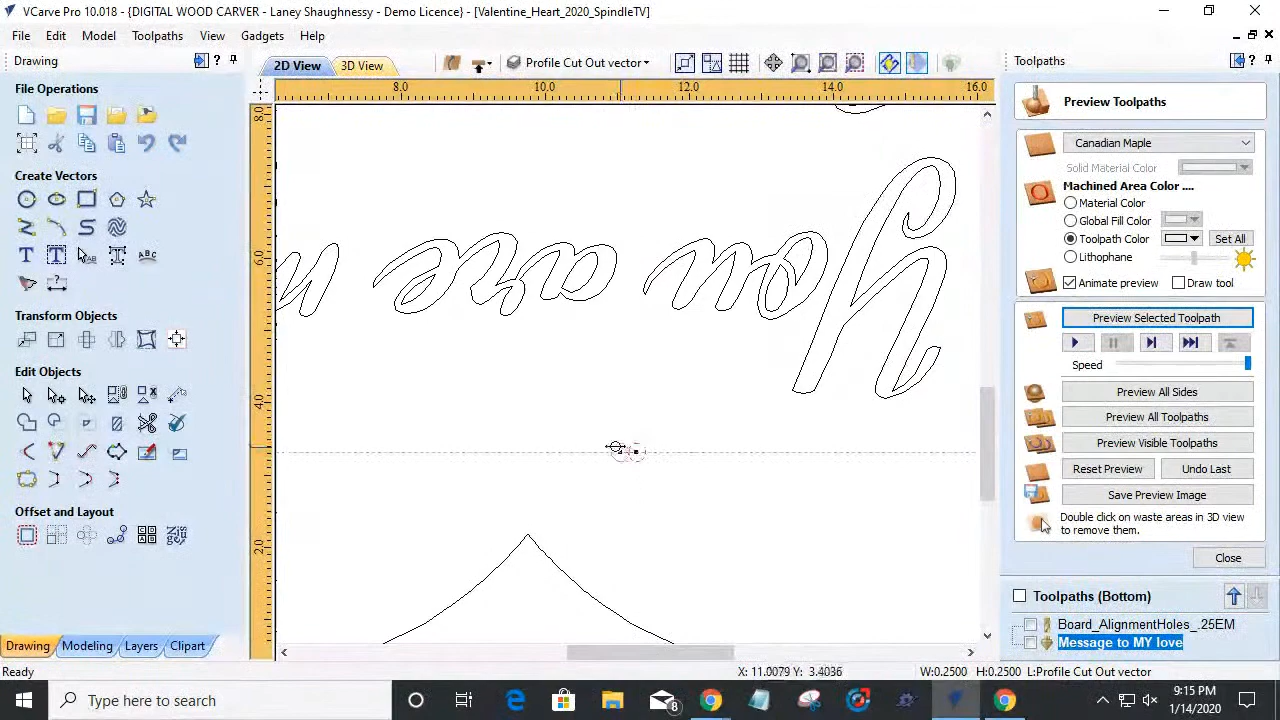 VCarve Pro 10.018 - {DIGITAL WOOD CARVER - Laney Shaughnessy - Demo Licence} - [Valentine_Heart_2020_SpindleTV]
File Edit Model Toolpaths View Gadgets Help
Drawing
2D View
3D View
Profile Cut Out vector
Toolpaths
File Operations
Create Vectors
Transform Objects
Edit Objects
Offset and Layout
8.0 10.0 12.0 14.0 16.0
8.0
6.0
4.0
2.0
You are
Preview Toolpaths
Canadian Maple
Solid Material Color
Machined Area Color ....
Material Color
Global Fill Color
Toolpath Color
Set All
Lithophane
Animate preview
Draw tool
Preview Selected Toolpath
Speed
Preview All Sides
Preview All Toolpaths
Preview Visible Toolpaths
Reset Preview
Undo Last
Save Preview Image
Double click on waste areas in 3D view
to remove them.
Close
Toolpaths (Bottom)
Board_AlignmentHoles_.25EM
Message to MY love
Drawing Modeling Layers Clipart
Ready
X: 11.0079 Y: 3.4036
W:0.2500 H:0.2500 L:Profile Cut Out vector
Type here to search
8
9:15 PM
1/14/2020